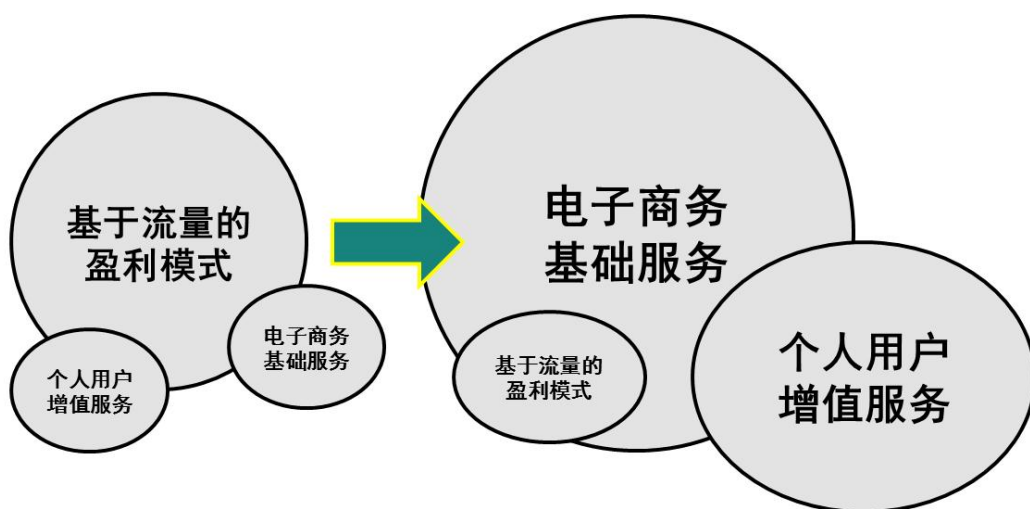 基于流量的
盈利模式
个人用户
增值服务
电子商务
基础服务
电子商务
基础服务
基于流量的
盈利模式
个人用户
增值服务